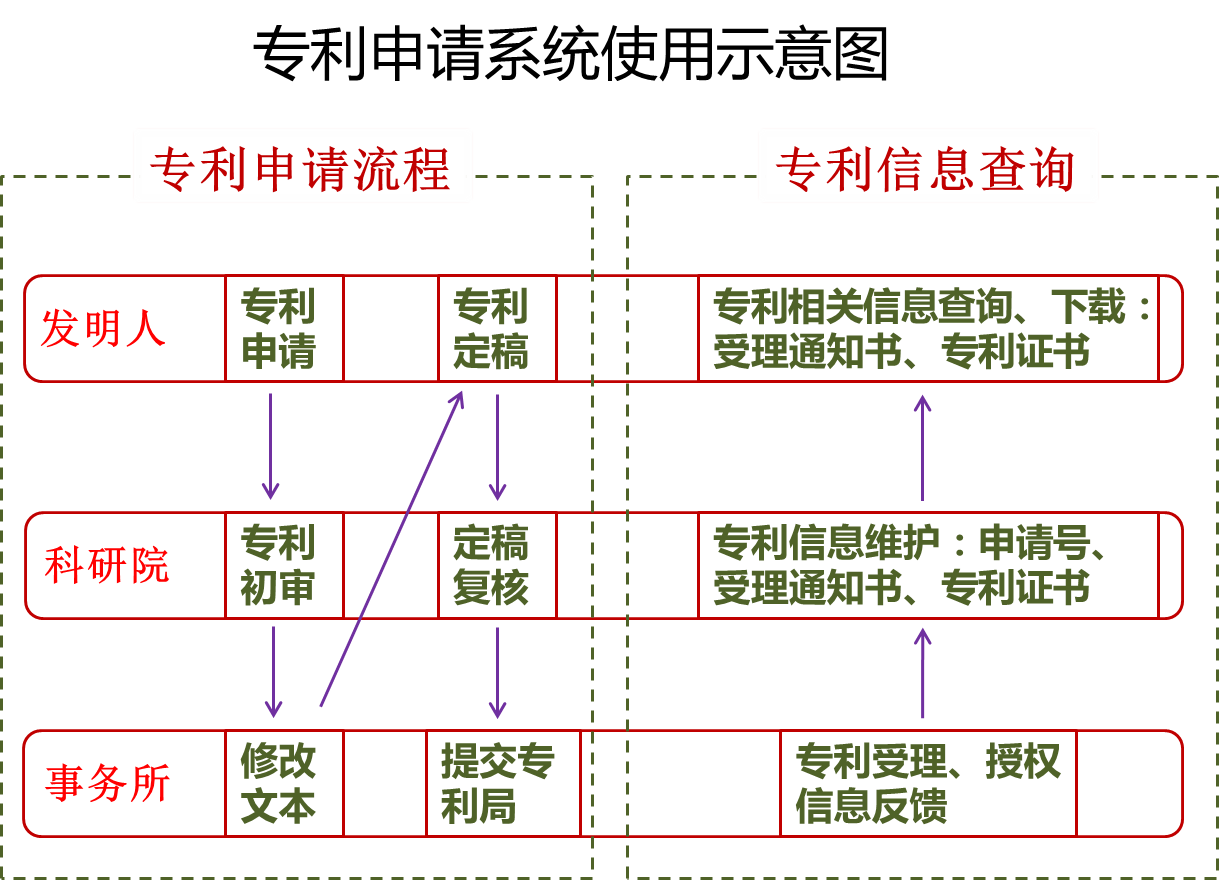 专利申请系统使用示意图
专利申请流程
专利信息查询
发明人
专利
申请
专利
定稿
专利相关信息查询、下载：
受理通知书、专利证书
科研院
专利
初审
定稿
复核
专利信息维护：申请号、
受理通知书、专利证书
事务所
修改
文本
提交专
利局
专利受理、授权
信息反馈